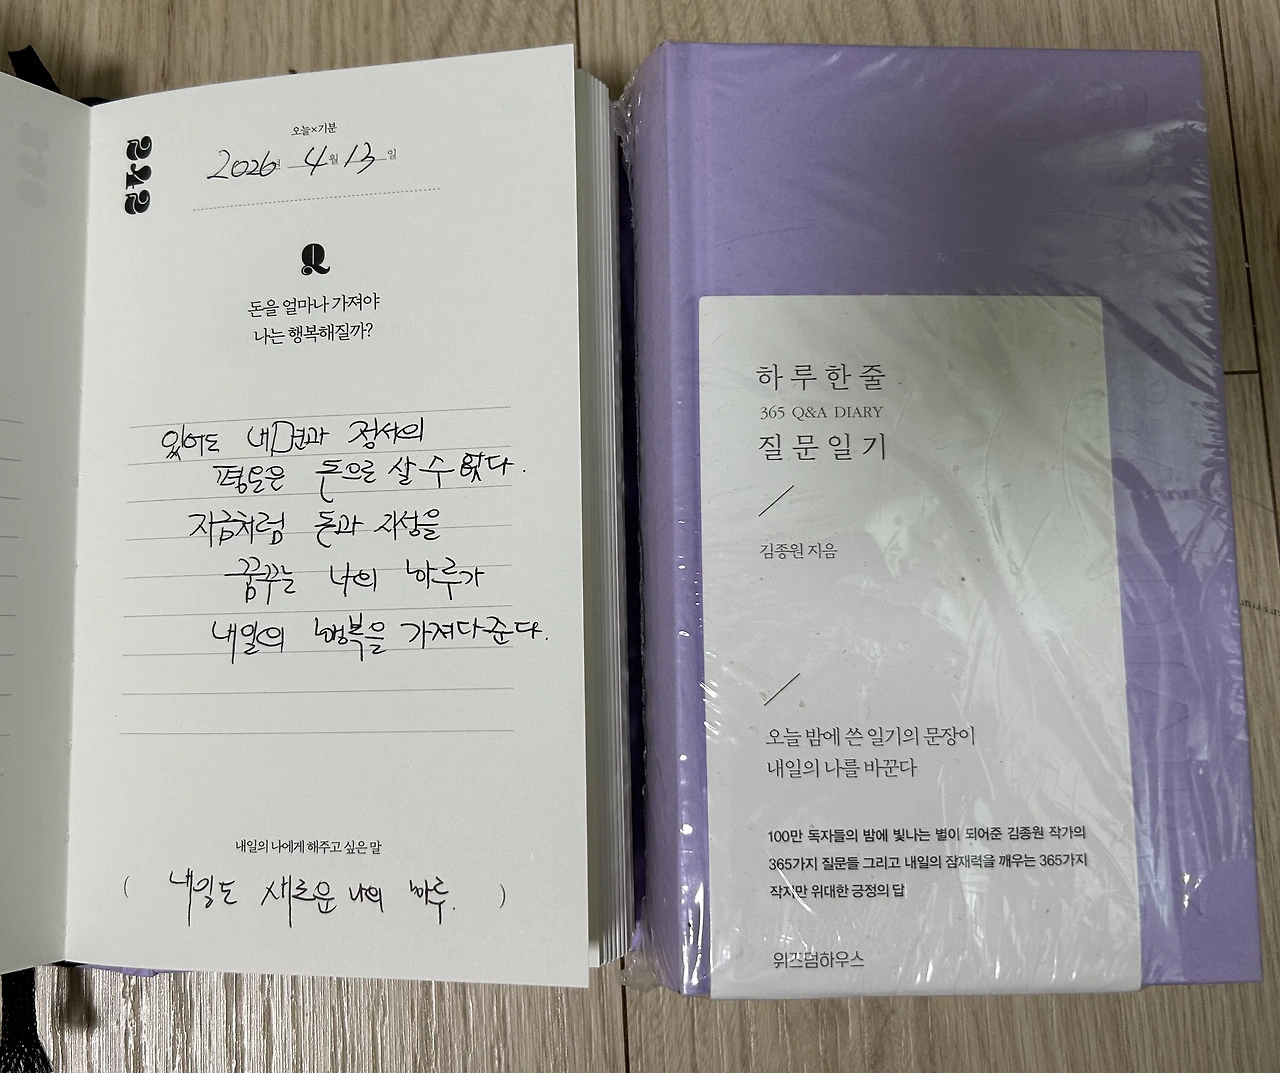 242
오늘×기분
2026년 4월 13일
Q
돈을 얼마나 가져야
나는 행복해질까?
있어도 내면과 정서의
평온은 돈으로 살 수 없다.
지금처럼 돈과 지성을
꿈꾸는 나의 하루가
내일의 행복을 가져다준다.
내일의 나에게 해주고 싶은 말
( 내일도 새로운 나의 하루. )
하루 한 줄
365 Q&A DIARY
질문일기
김종원 지음
오늘 밤에 쓴 일기의 문장이
내일의 나를 바꾼다
100만 독자들의 밤에 빛나는 별이 되어준 김종원 작가의
365가지 질문들 그리고 내일의 잠재력을 깨우는 365가지
작지만 위대한 긍정의 답
위즈덤하우스